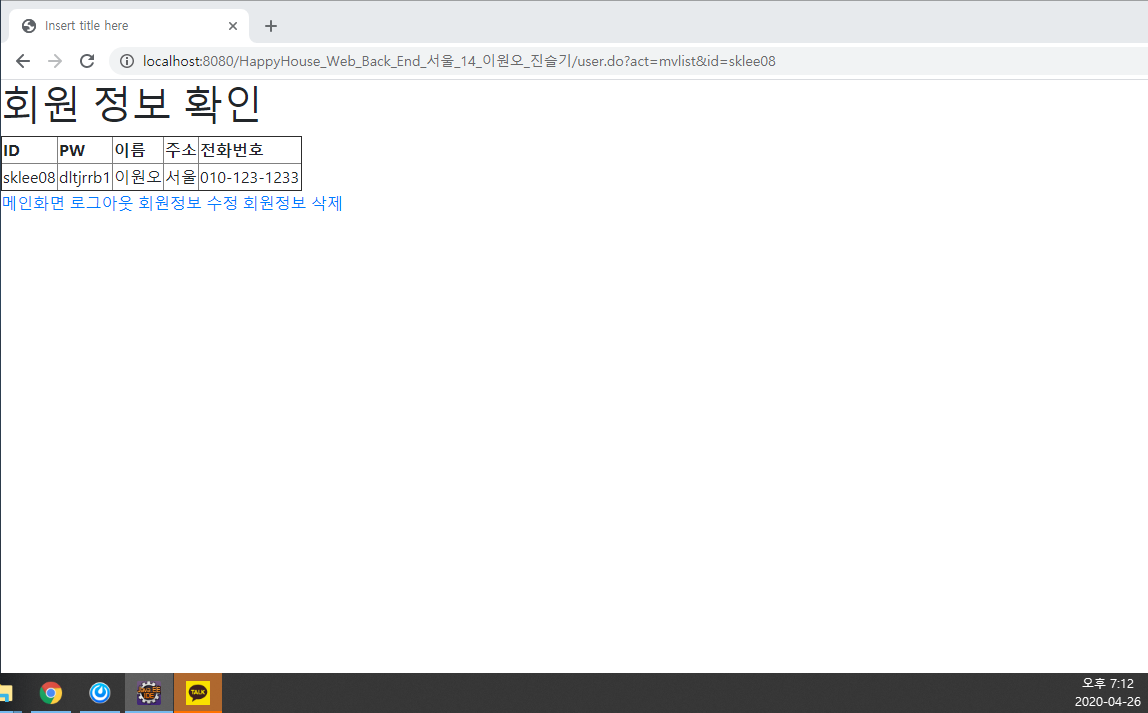 Insert title here
localhost:8080/HappyHouse_Web_Back_End_서울_14_이원오_진슬기/user.do?act=mvlist&id=sklee08
회원 정보 확인
ID PW 이름 주소 전화번호
sklee08 dltjrrb1 이원오 서울 010-123-1233
메인화면 로그아웃 회원정보 수정 회원정보 삭제
Java EE
IDE
TALK
오후 7:12
2020-04-26